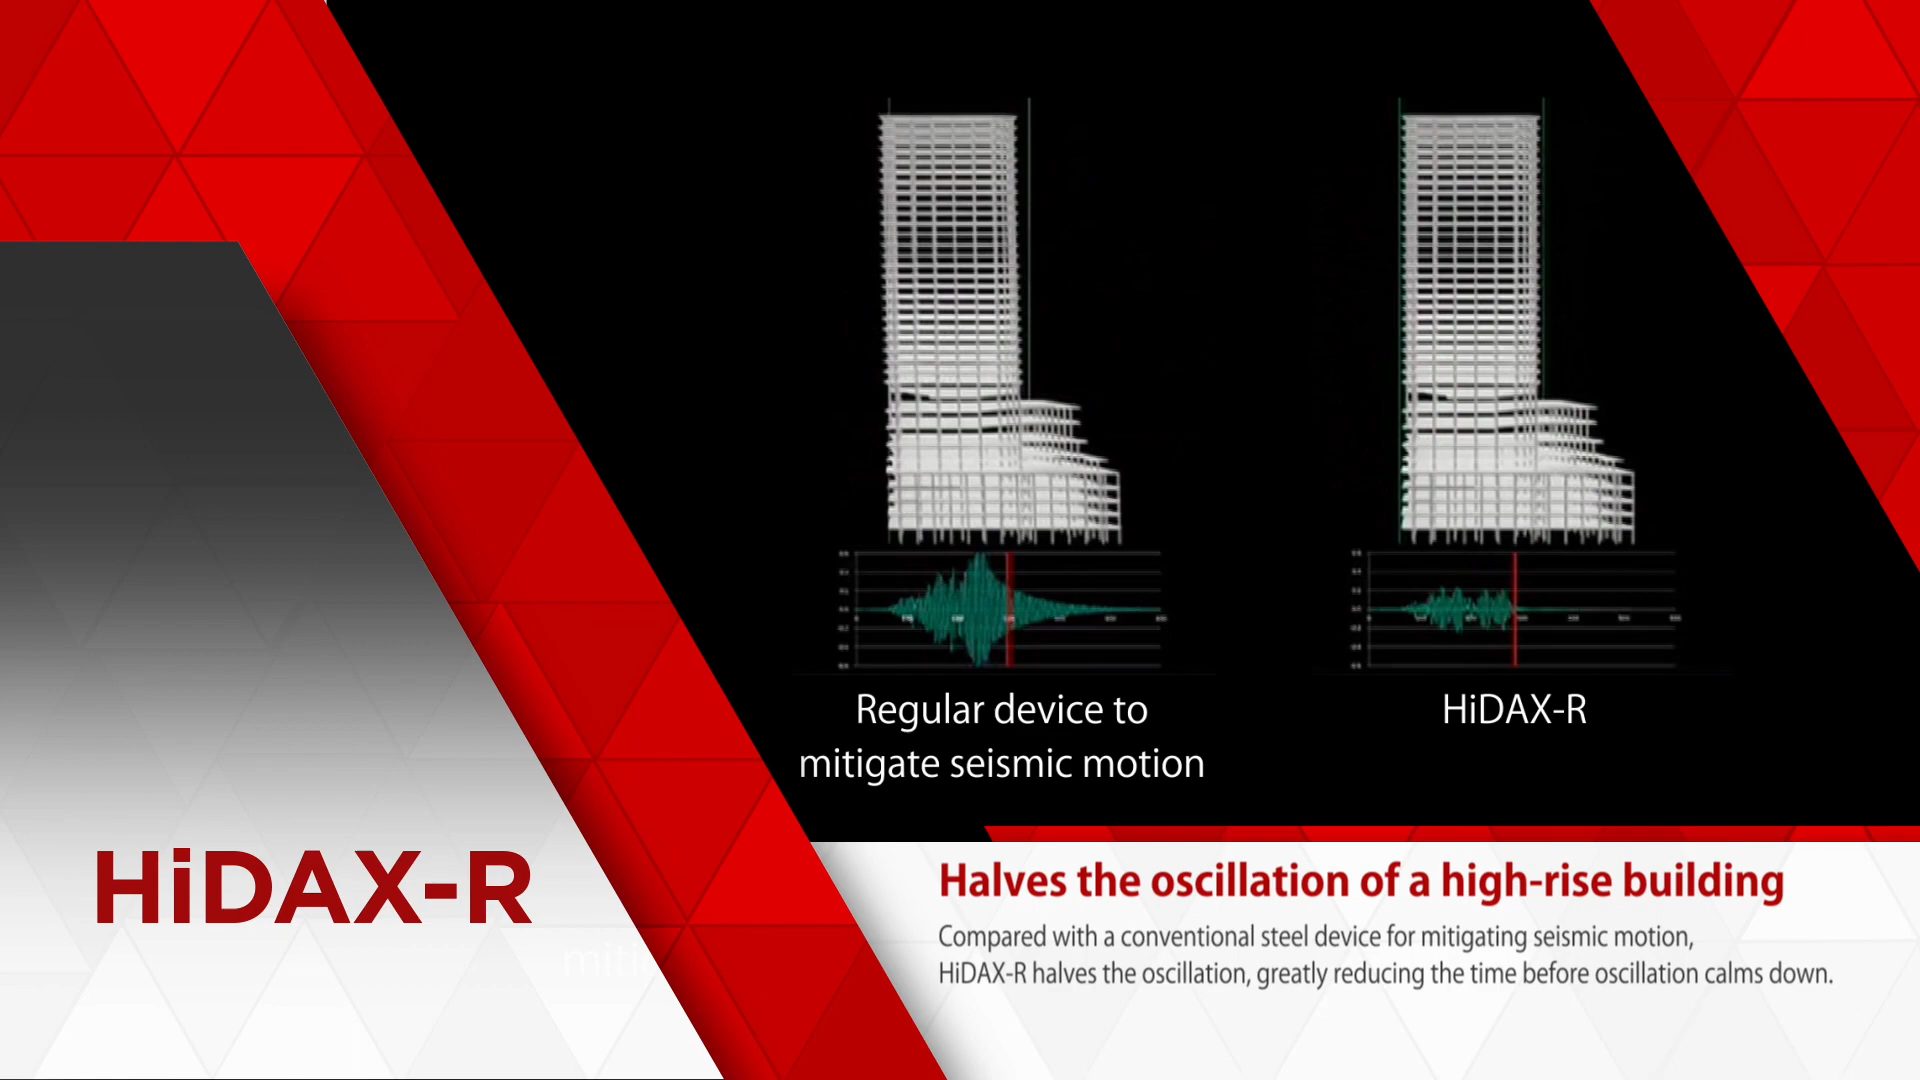 Regular device to
mitigate seismic motion
HiDAX-R
HiDAX-R
Halves the oscillation of a high-rise building
Compared with a conventional steel device for mitigating seismic motion,
HiDAX-R halves the oscillation, greatly reducing the time before oscillation calms down.